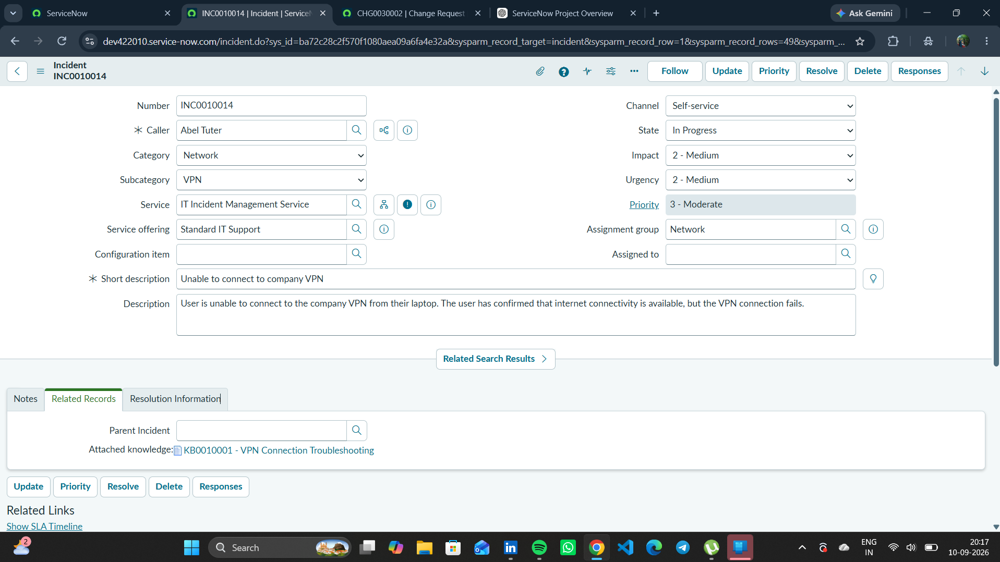 ServiceNow
INC0010014 | Incident | ServiceN
CHG0030002 | Change Request
ServiceNow Project Overview
Ask Gemini
dev422010.service-now.com/incident.do?sys_id=ba72c28c2f570f1080aea09a6fa4e32a&sysparm_record_target=incident&sysparm_record_row=1&sysparm_record_rows=49&sysparm_...
Incident
INC0010014
Follow
Update
Priority
Resolve
Delete
Responses
Number INC0010014
Channel Self-service
Caller Abel Tuter
State In Progress
Category Network
Impact 2 - Medium
Subcategory VPN
Urgency 2 - Medium
Service IT Incident Management Service
Priority 3 - Moderate
Service offering Standard IT Support
Assignment group Network
Configuration item
Assigned to
Short description Unable to connect to company VPN
Description User is unable to connect to the company VPN from their laptop. The user has confirmed that internet connectivity is available, but the VPN connection fails.
Related Search Results
Notes Related Records Resolution Information
Parent Incident
Attached knowledge: KB0010001 - VPN Connection Troubleshooting
Update Priority Resolve Delete Responses
Related Links
Show SLA Timeline
2
Search
ENG
IN
20:17
10-09-2026